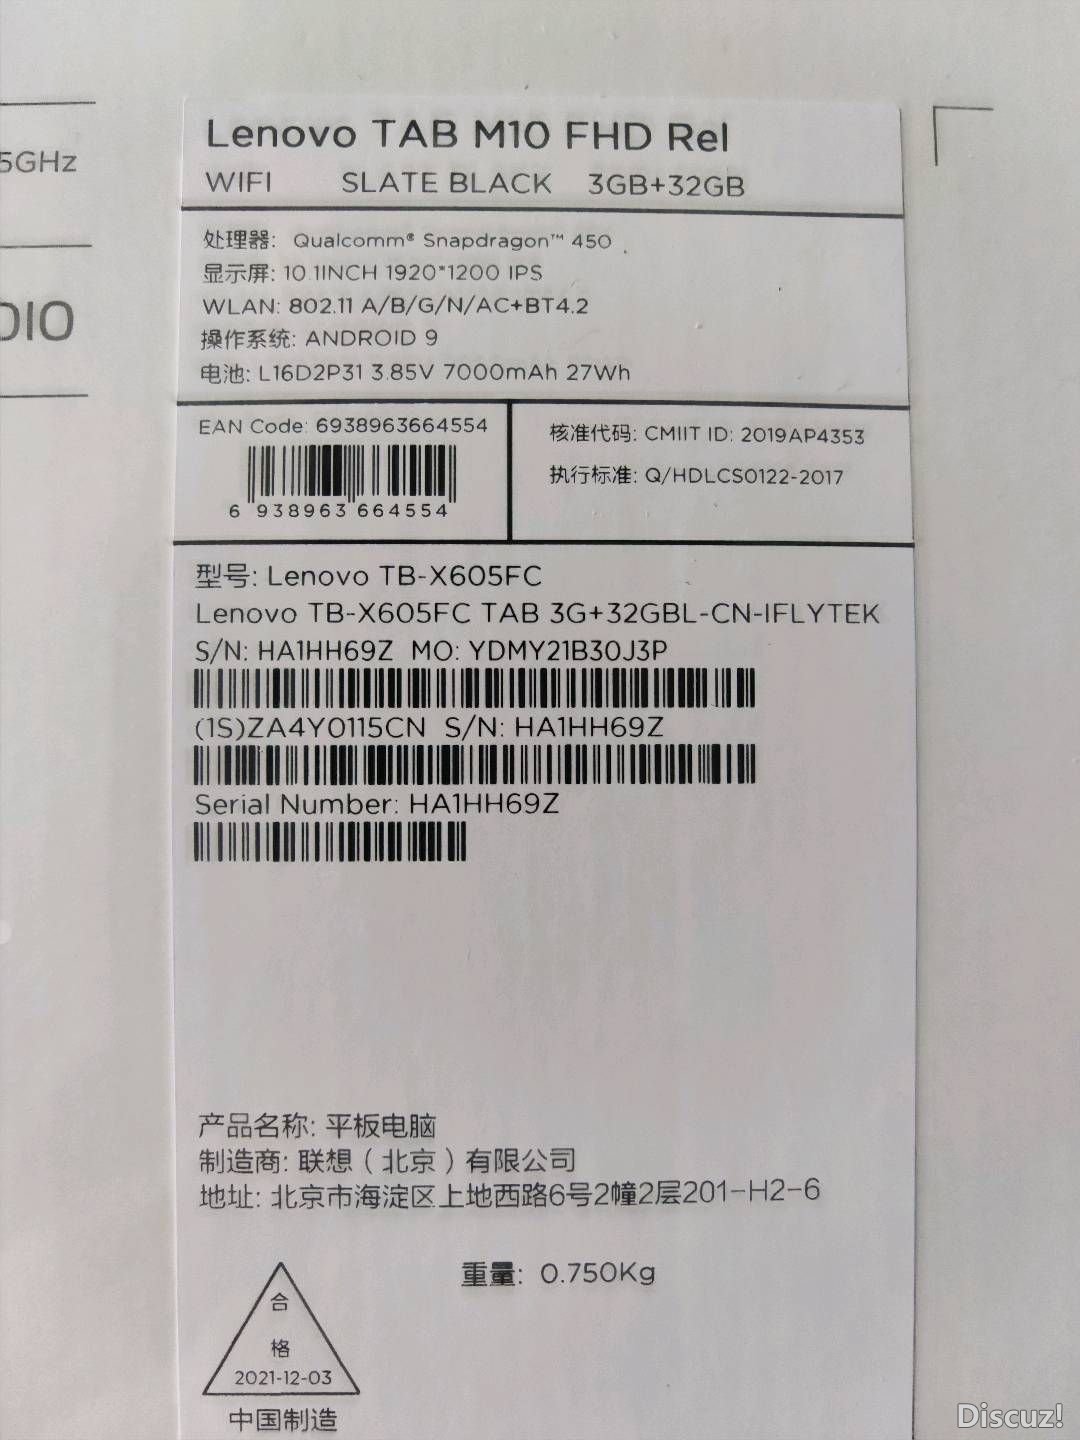 5GHz
DIO
Lenovo TAB M10 FHD Rel
WIFI SLATE BLACK 3GB+32GB
处理器: Qualcomm® Snapdragon™ 450
显示屏: 10.1INCH 1920*1200 IPS
WLAN: 802.11 A/B/G/N/AC+BT4.2
操作系统: ANDROID 9
电池: L16D2P31 3.85V 7000mAh 27Wh
EAN Code: 6938963664554
6 938963 664554
核准代码: CMIIT ID: 2019AP4353
执行标准: Q/HDLCS0122-2017
型号: Lenovo TB-X605FC
Lenovo TB-X605FC TAB 3G+32GBL-CN-IFLYTEK
S/N: HA1HH69Z MO: YDMY21B30J3P
(1S)ZA4Y0115CN S/N: HA1HH69Z
Serial Number: HA1HH69Z
产品名称: 平板电脑
制造商: 联想（北京）有限公司
地址: 北京市海淀区上地西路6号2幢2层201-H2-6
重量: 0.750Kg
合
格
2021-12-03
中国制造
Discuz!